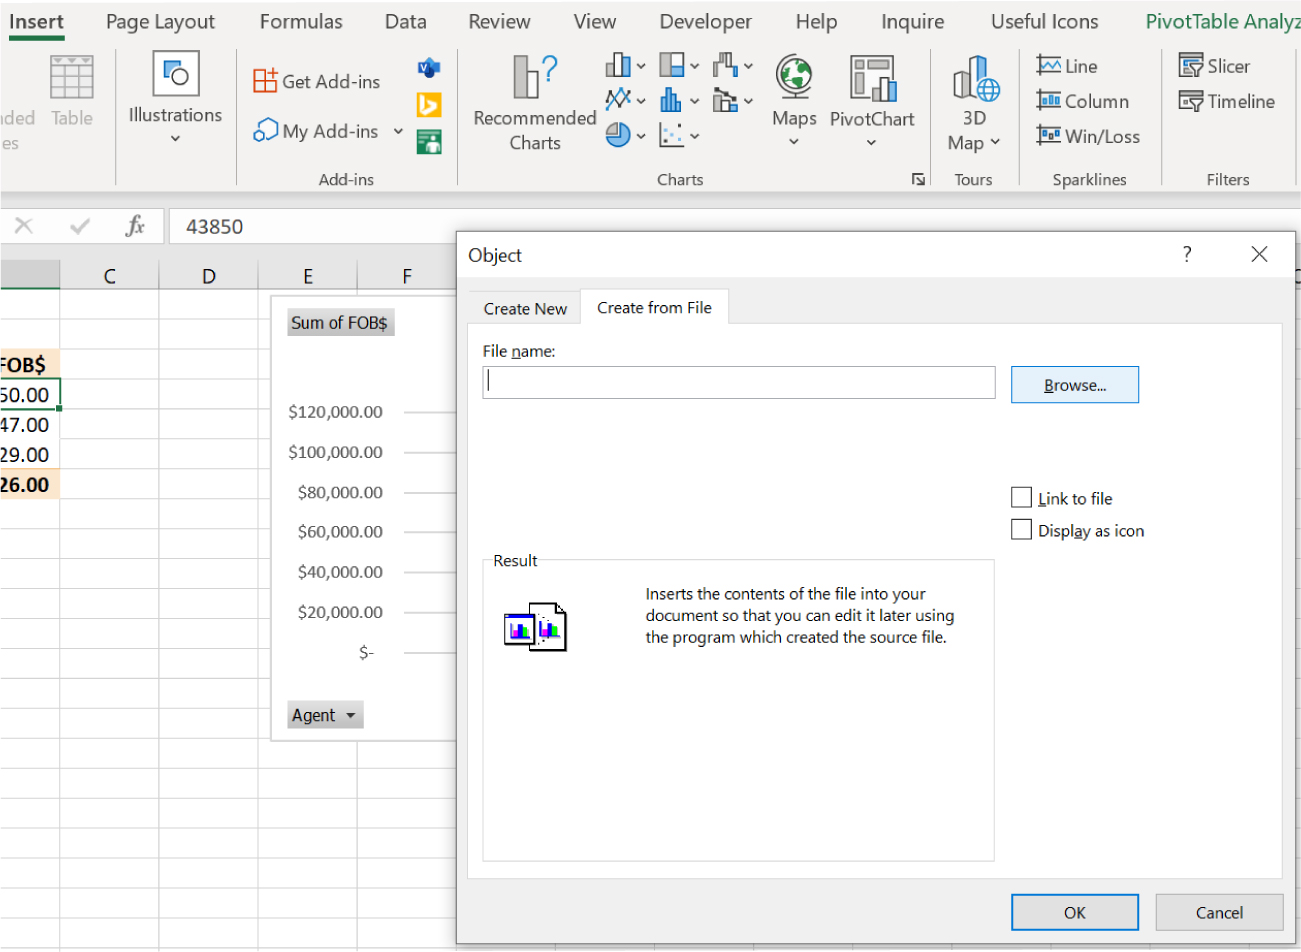 Insert Page Layout Formulas Data Review View Developer Help Inquire Useful Icons PivotTable Analyz
Table
Illustrations
Get Add-ins
My Add-ins
Add-ins
Recommended
Charts
Maps
PivotChart
Charts
3D
Map
Tours
Line
Column
Win/Loss
Sparklines
Slicer
Timeline
Filters
fx 43850
C D E F
FOB$
50.00
47.00
29.00
26.00
Sum of FOB$
$120,000.00
$100,000.00
$80,000.00
$60,000.00
$40,000.00
$20,000.00
$-
Agent
Object ?
Create New Create from File
File name:
Browse...
Link to file
Display as icon
Result
Inserts the contents of the file into your
document so that you can edit it later using
the program which created the source file.
OK Cancel